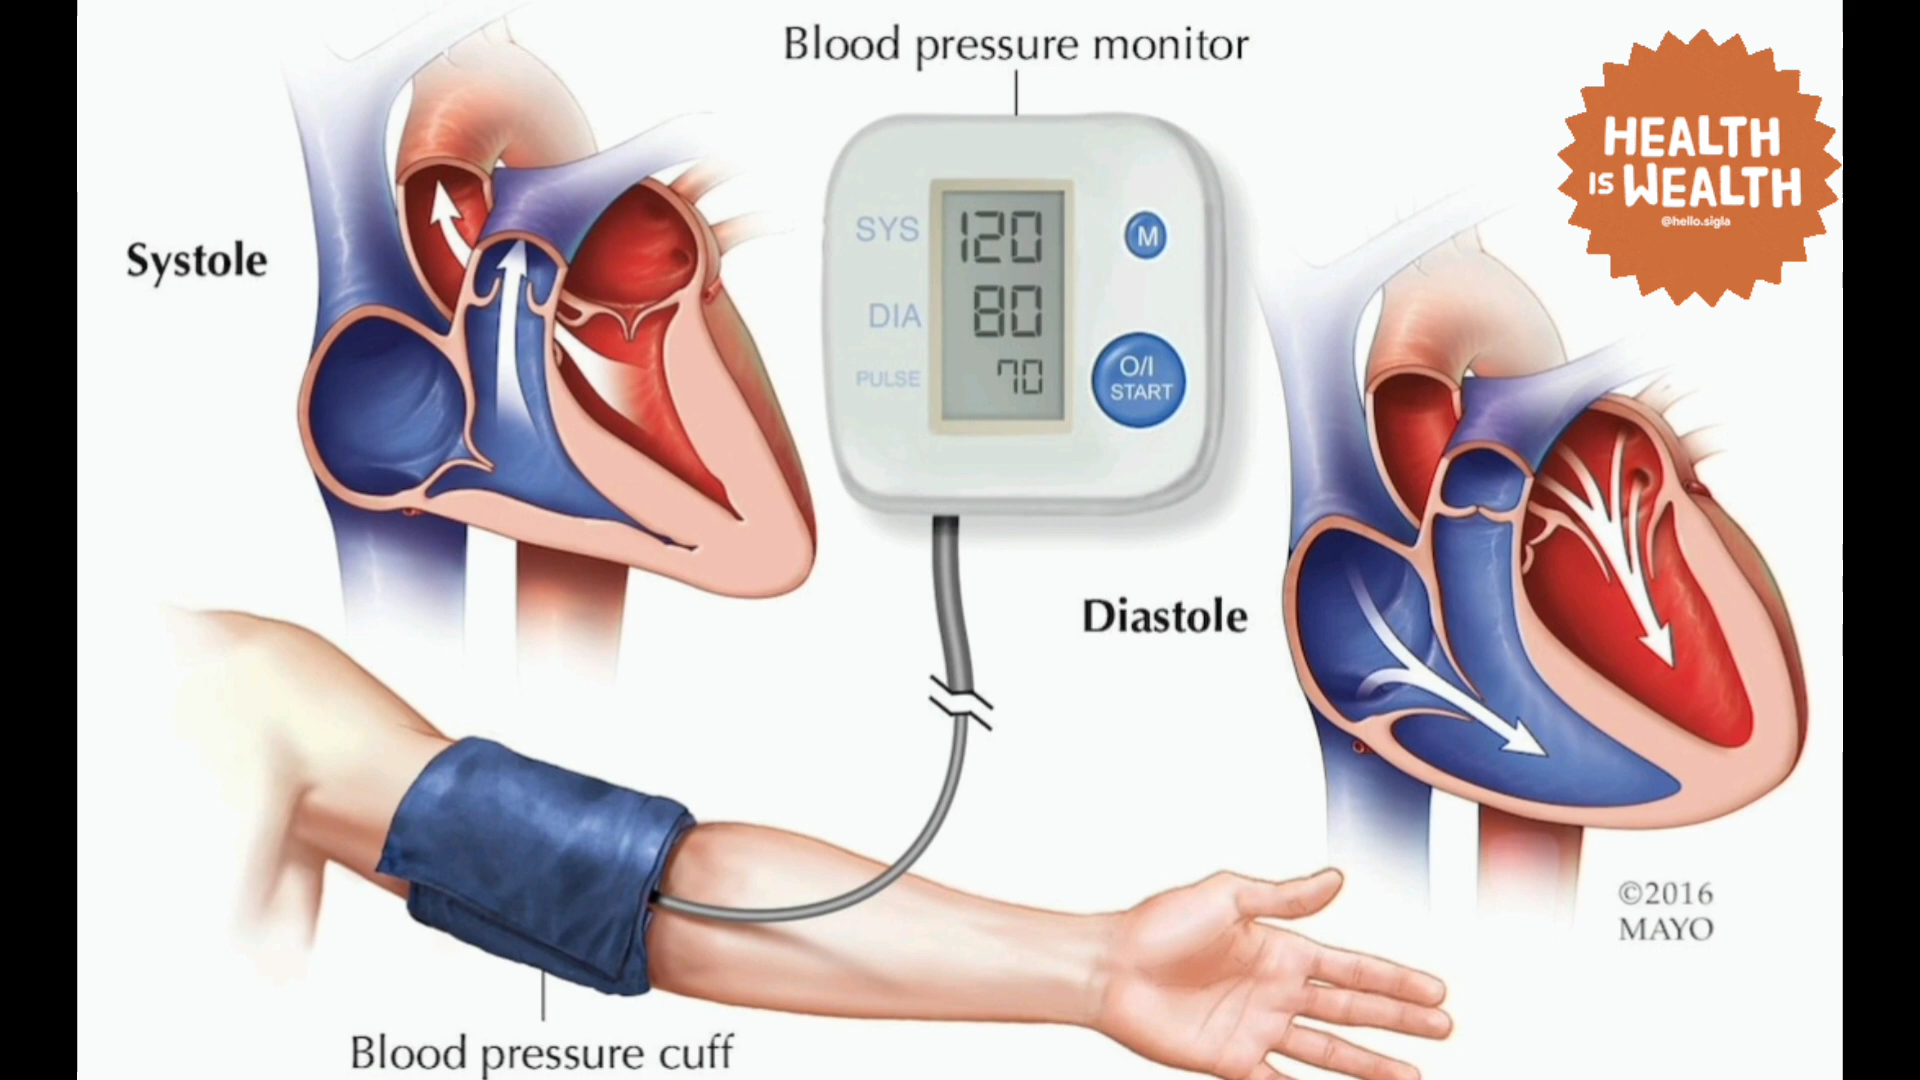 Blood pressure monitor
HEALTH
IS WEALTH
@hello.sigla
Systole
SYS 120
DIA 80
PULSE 70
M
O/I
START
Diastole
©2016
MAYO
Blood pressure cuff